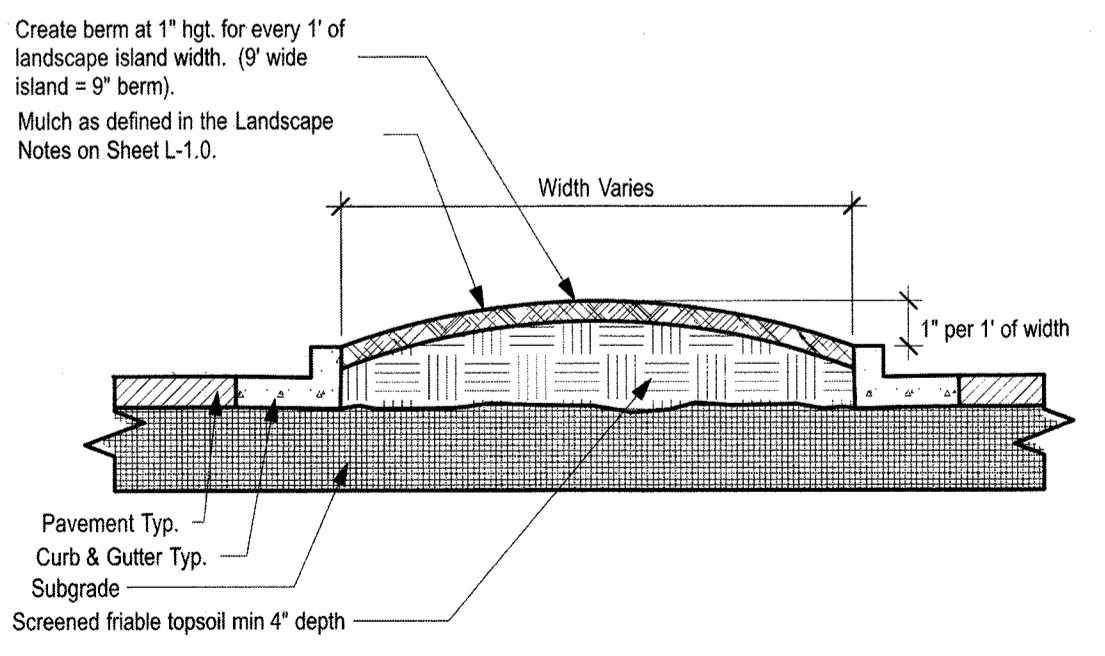 Create berm at 1" hgt. for every 1' of
landscape island width. (9' wide
island = 9" berm).
Mulch as defined in the Landscape
Notes on Sheet L-1.0.
Width Varies
1" per 1' of width
Pavement Typ.
Curb & Gutter Typ.
Subgrade
Screened friable topsoil min 4" depth